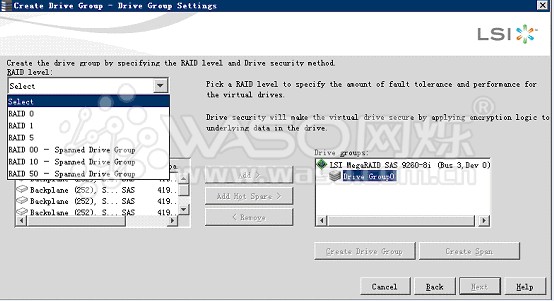 Create Drive Group - Drive Group Settings
LSI
Create the drive group by specifying the RAID level and Drive security method.
RAID level:
Select
Select
RAID 0
RAID 1
RAID 5
RAID 00 - Spanned Drive Group
RAID 10 - Spanned Drive Group
RAID 50 - Spanned Drive Group
Backplane (252), S... SAS 419..
Backplane (252), S... SAS 419..
Backplane (252), S... SAS 419..
Pick a RAID level to specify the amount of fault tolerance and performance for
the virtual drives.
Drive security will make the virtual drive secure by applying encryption logic to
underlying data in the drive.
Add >
Add Hot Spare >
< Remove
Drive groups:
LSI MegaRAID SAS 9260-8i (Bus 3,Dev 0)
Drive Group0
Create Drive Group
Create Span
Cancel
Back
Next
Help
WASU网烁